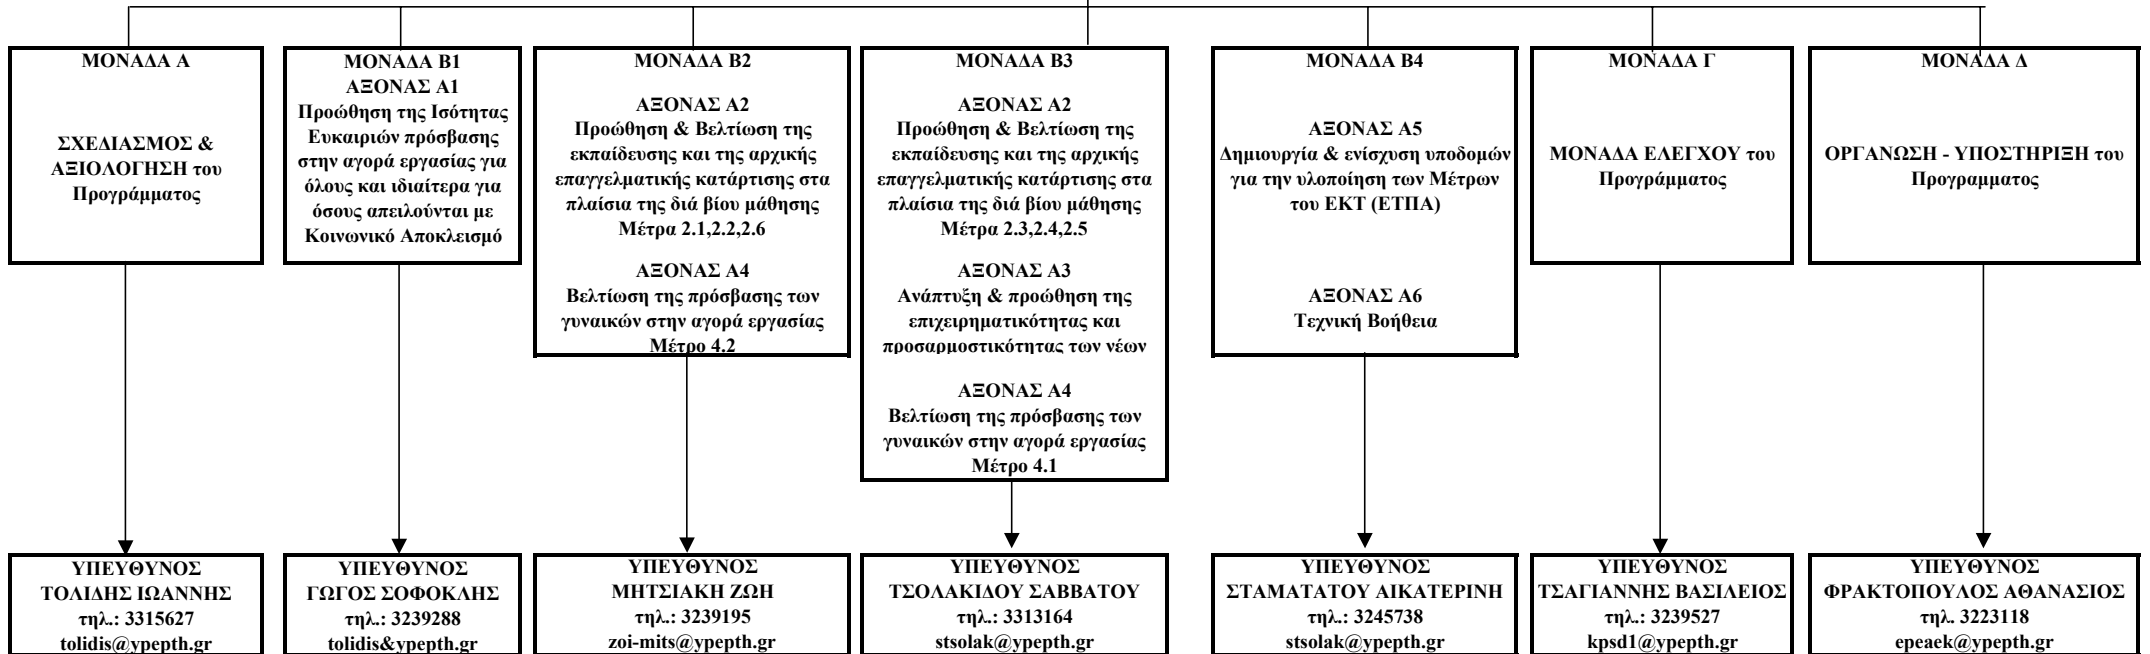 ΜΟΝΑΔΑ Α
ΣΧΕΔΙΑΣΜΟΣ &
ΑΞΙΟΛΟΓΗΣΗ του
Προγράμματος
ΜΟΝΑΔΑ Β1
ΑΞΟΝΑΣ Α1
Προώθηση της Ισότητας
Ευκαιριών πρόσβασης
στην αγορά εργασίας για
όλους και ιδιαίτερα για
όσους απειλούνται με
Κοινωνικό Αποκλεισμό
ΜΟΝΑΔΑ Β2
ΑΞΟΝΑΣ Α2
Προώθηση & Βελτίωση της
εκπαίδευσης και της αρχικής
επαγγελματικής κατάρτισης στα
πλαίσια της διά βίου μάθησης
Μέτρα 2.1,2.2,2.6
ΑΞΟΝΑΣ Α4
Βελτίωση της πρόσβασης των
γυναικών στην αγορά εργασίας
Μέτρο 4.2
ΜΟΝΑΔΑ Β3
ΑΞΟΝΑΣ Α2
Προώθηση & Βελτίωση της
εκπαίδευσης και της αρχικής
επαγγελματικής κατάρτισης στα
πλαίσια της διά βίου μάθησης
Μέτρα 2.3,2.4,2.5
ΑΞΟΝΑΣ Α3
Ανάπτυξη & προώθηση της
επιχειρηματικότητας και
προσαρμοστικότητας των νέων
ΑΞΟΝΑΣ Α4
Βελτίωση της πρόσβασης των
γυναικών στην αγορά εργασίας
Μέτρο 4.1
ΜΟΝΑΔΑ Β4
ΑΞΟΝΑΣ Α5
Δημιουργία & ενίσχυση υποδομών
για την υλοποίηση των Μέτρων
του ΕΚΤ (ΕΤΠΑ)
ΑΞΟΝΑΣ Α6
Τεχνική Βοήθεια
ΜΟΝΑΔΑ Γ
ΜΟΝΑΔΑ ΕΛΕΓΧΟΥ του
Προγράμματος
ΜΟΝΑΔΑ Δ
ΟΡΓΑΝΩΣΗ - ΥΠΟΣΤΗΡΙΞΗ του
Προγραμματος
ΥΠΕΥΘΥΝΟΣ
ΤΟΛΙΔΗΣ ΙΩΑΝΝΗΣ
τηλ.: 3315627
tolidis@ypepth.gr
ΥΠΕΥΘΥΝΟΣ
ΓΩΓΟΣ ΣΟΦΟΚΛΗΣ
τηλ.: 3239288
tolidis&ypepth.gr
ΥΠΕΥΘΥΝΟΣ
ΜΗΤΣΙΑΚΗ ΖΩΗ
τηλ.: 3239195
zoi-mits@ypepth.gr
ΥΠΕΥΘΥΝΟΣ
ΤΣΟΛΑΚΙΔΟΥ ΣΑΒΒΑΤΟΥ
τηλ.: 3313164
stsolak@ypepth.gr
ΥΠΕΥΘΥΝΟΣ
ΣΤΑΜΑΤΑΤΟΥ ΑΙΚΑΤΕΡΙΝΗ
τηλ.: 3245738
stsolak@ypepth.gr
ΥΠΕΥΘΥΝΟΣ
ΤΣΑΓΙΑΝΝΗΣ ΒΑΣΙΛΕΙΟΣ
τηλ.: 3239527
kpsd1@ypepth.gr
ΥΠΕΥΘΥΝΟΣ
ΦΡΑΚΤΟΠΟΥΛΟΣ ΑΘΑΝΑΣΙΟΣ
τηλ. 3223118
epeaek@ypepth.gr